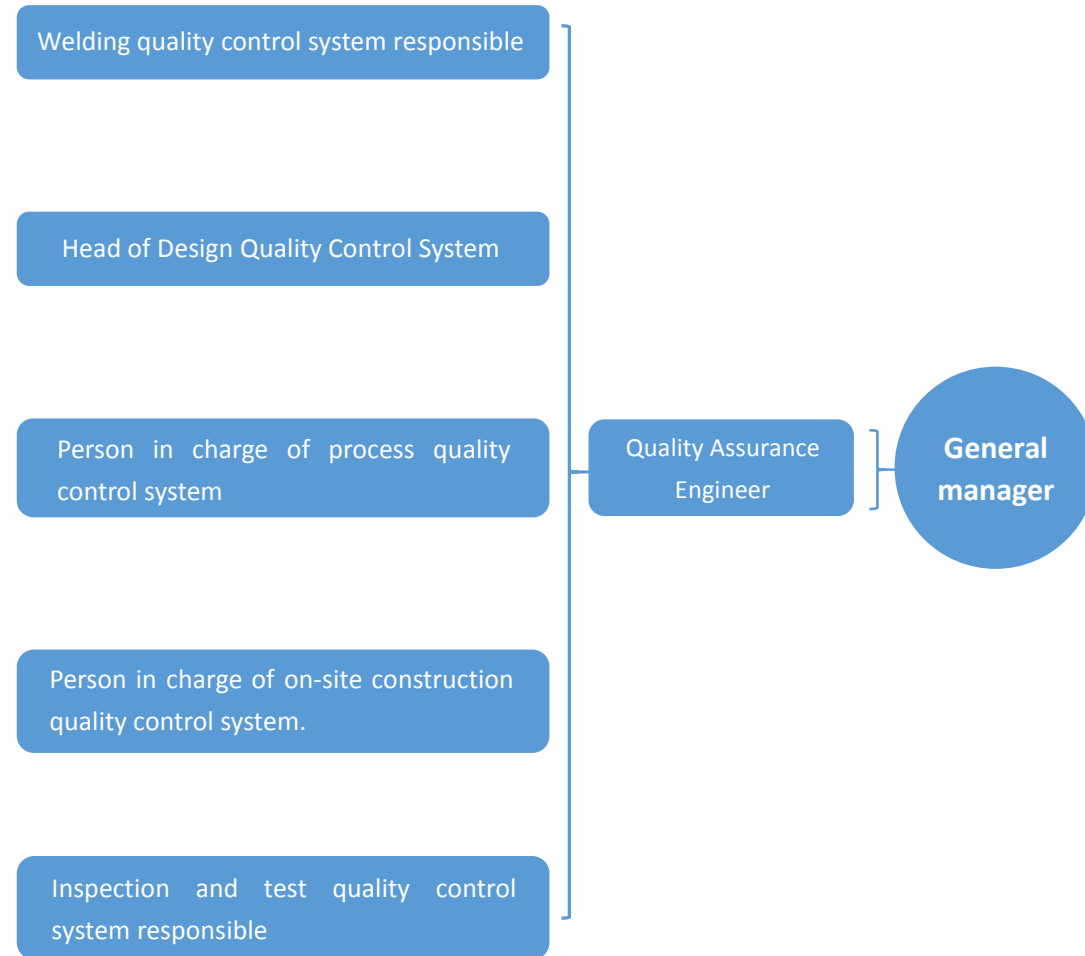 Welding quality control system responsible
Head of Design Quality Control System
Person in charge of process quality
control system
Person in charge of on-site construction
quality control system.
Inspection and test quality control
system responsible
Quality Assurance
Engineer
General
manager